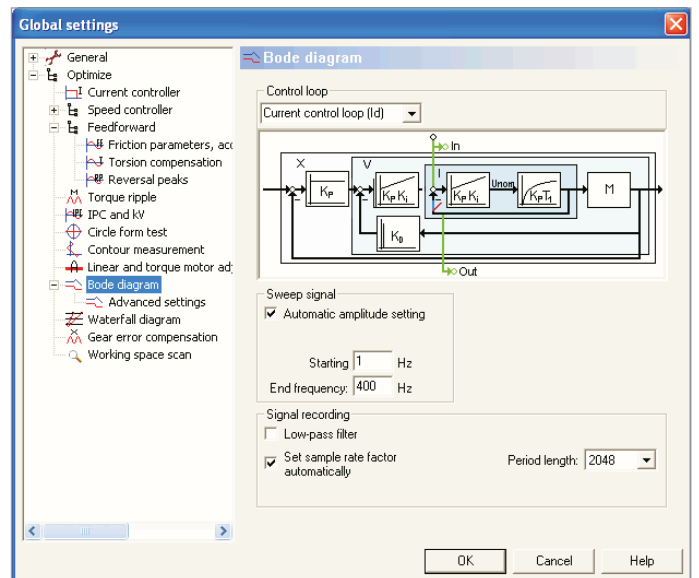 Global settings
General
Optimize
Current controller
Speed controller
Feedforward
Friction parameters, acc
Torsion compensation
Reversal peaks
Torque ripple
IPC and kV
Circle form test
Contour measurement
Linear and torque motor adj
Bode diagram
Advanced settings
Waterfall diagram
Gear error compensation
Working space scan
Bode diagram
Control loop
Current control loop (Id)
In
X
V
I
KP
KP Ki
KP Ki
Unom
KP T1
M
KD
Out
Sweep signal
Automatic amplitude setting
Starting 1 Hz
End frequency: 400 Hz
Signal recording
Low-pass filter
Set sample rate factor
automatically
Period length: 2048
OK Cancel Help